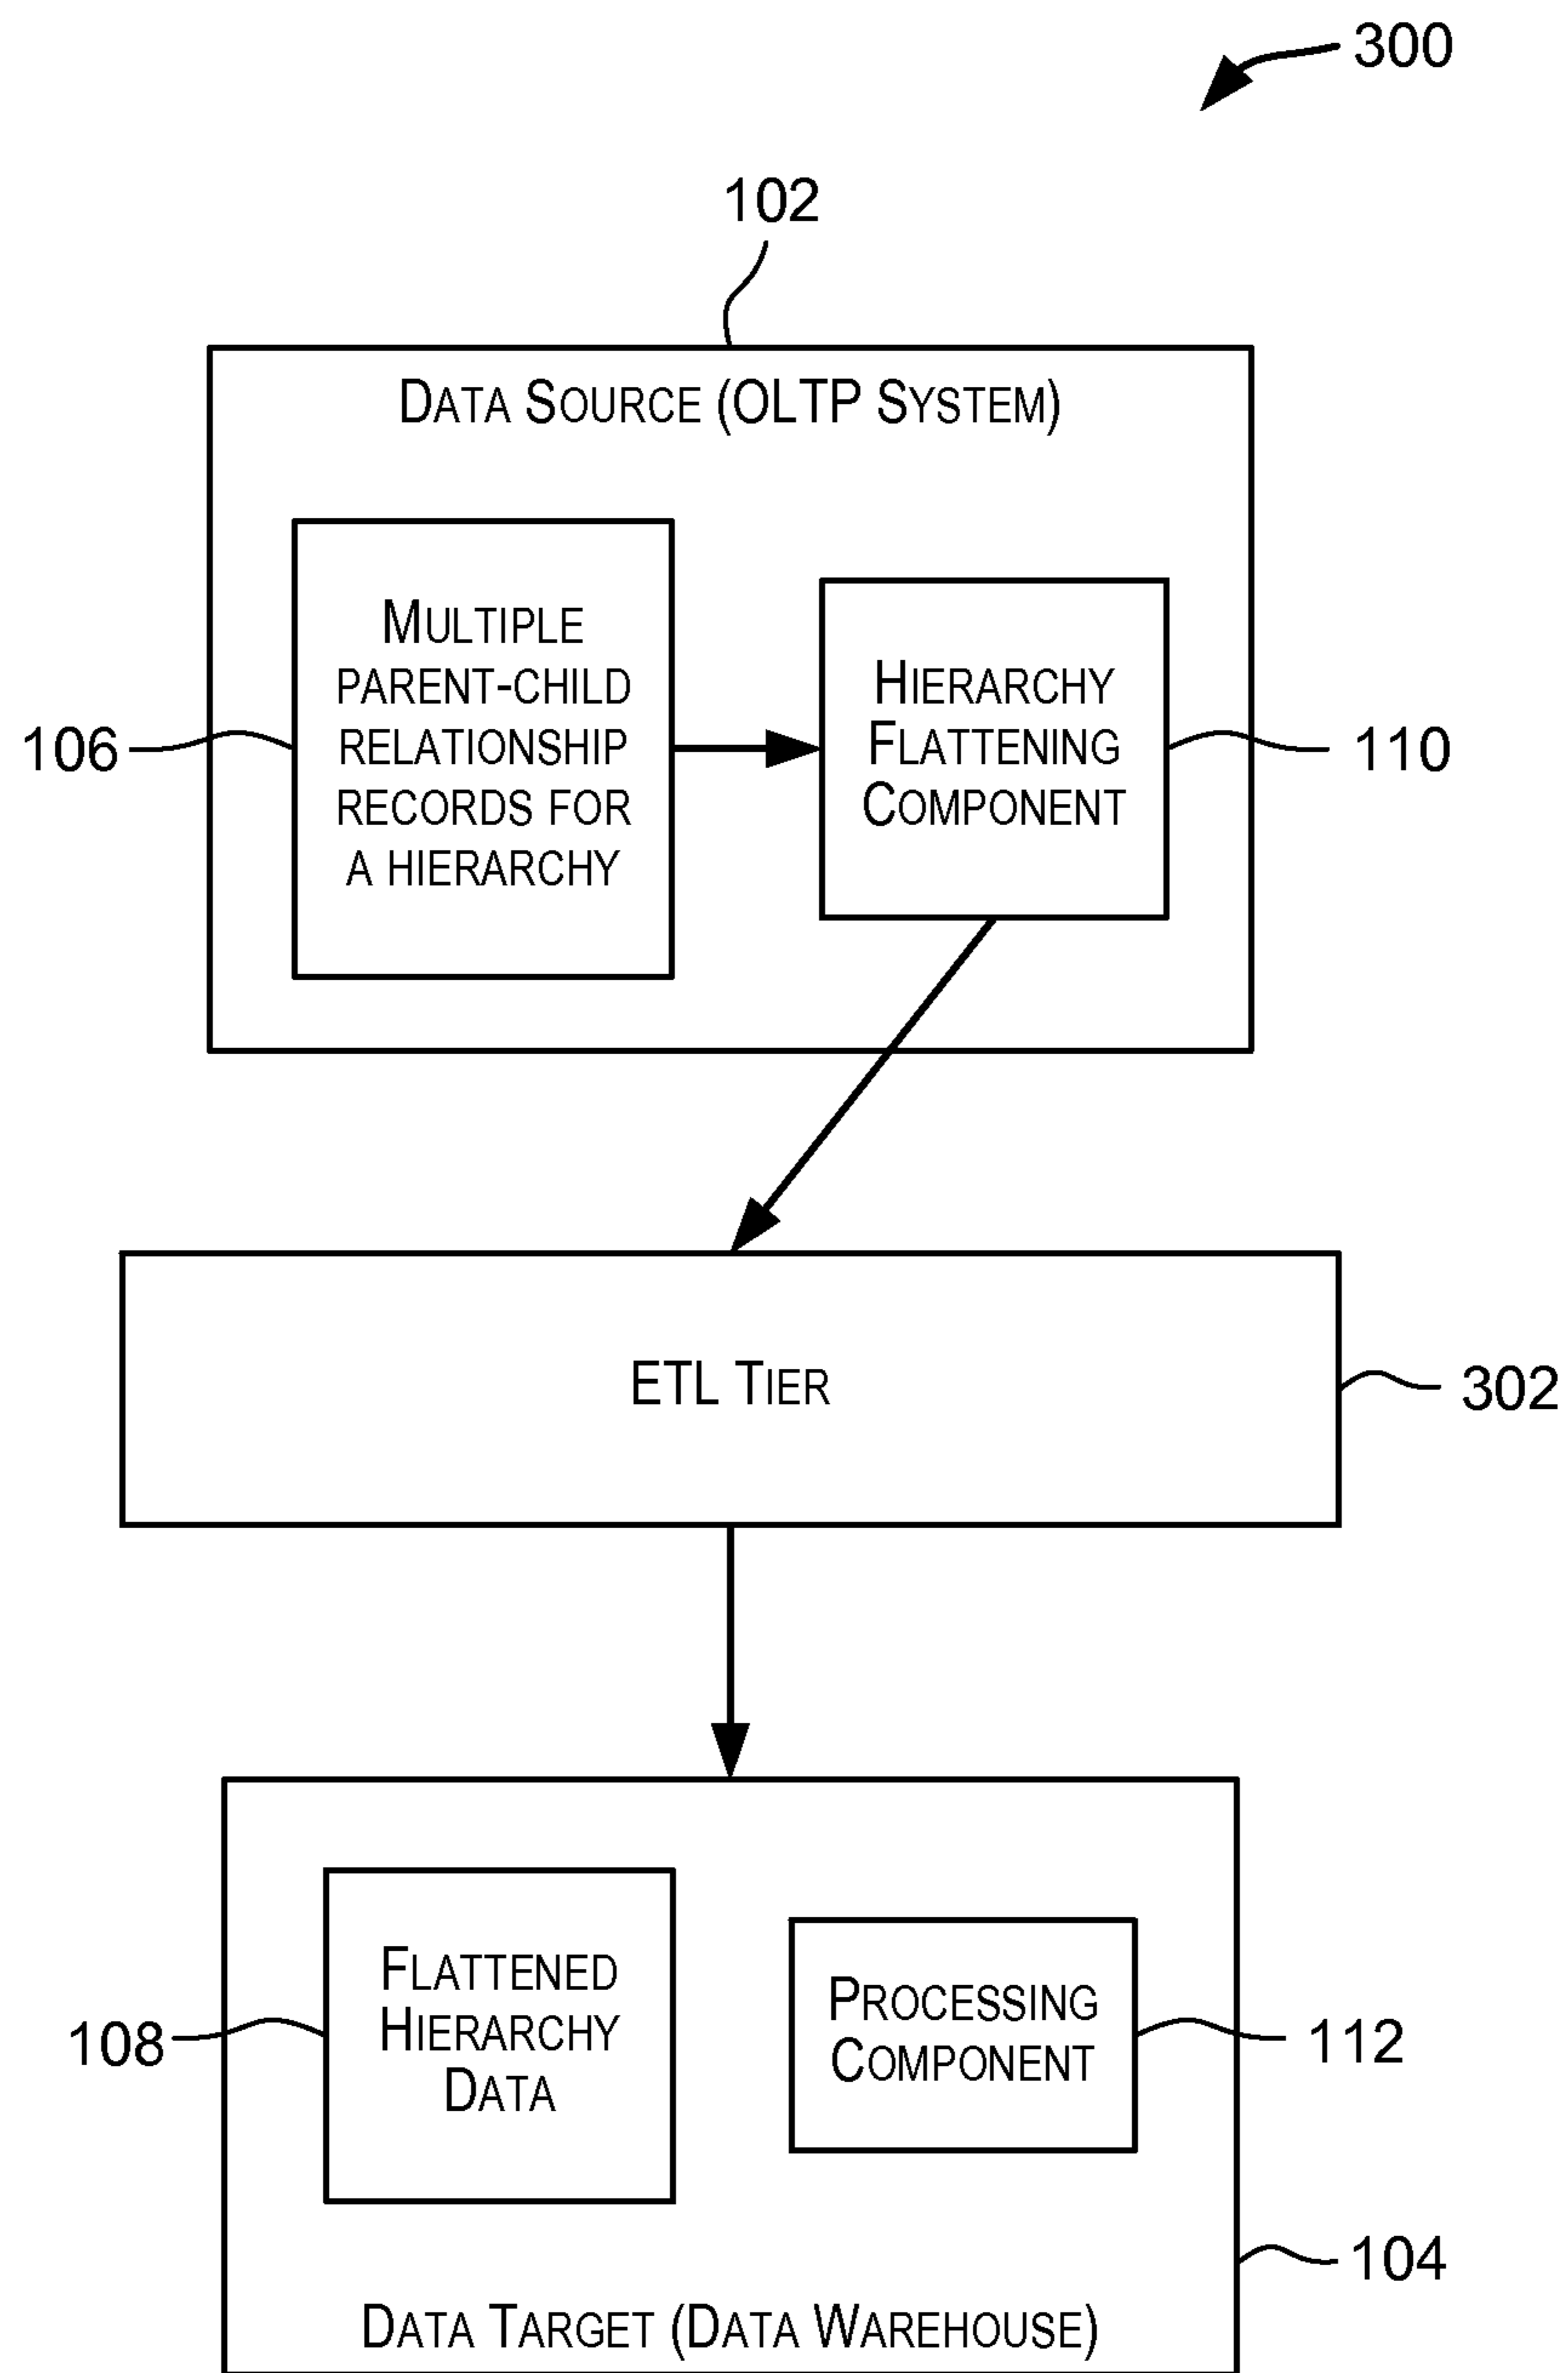 300
102
DATA SOURCE (OLTP SYSTEM)
MULTIPLE
PARENT-CHILD
RELATIONSHIP
RECORDS FOR
A HIERARCHY
106
HIERARCHY
FLATTENING
COMPONENT
110
ETL TIER
302
FLATTENED
HIERARCHY
DATA
108
PROCESSING
COMPONENT
112
104
DATA TARGET (DATA WAREHOUSE)